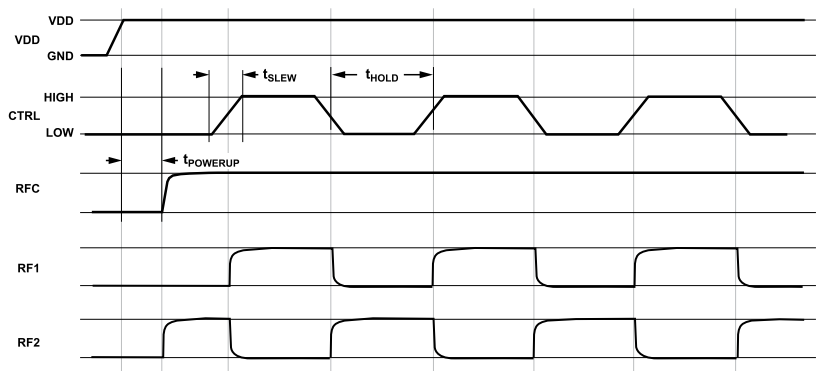 VDD
VDD
GND
tSLEW
tHOLD
HIGH
CTRL
LOW
tPOWERUP
RFC
RF1
RF2